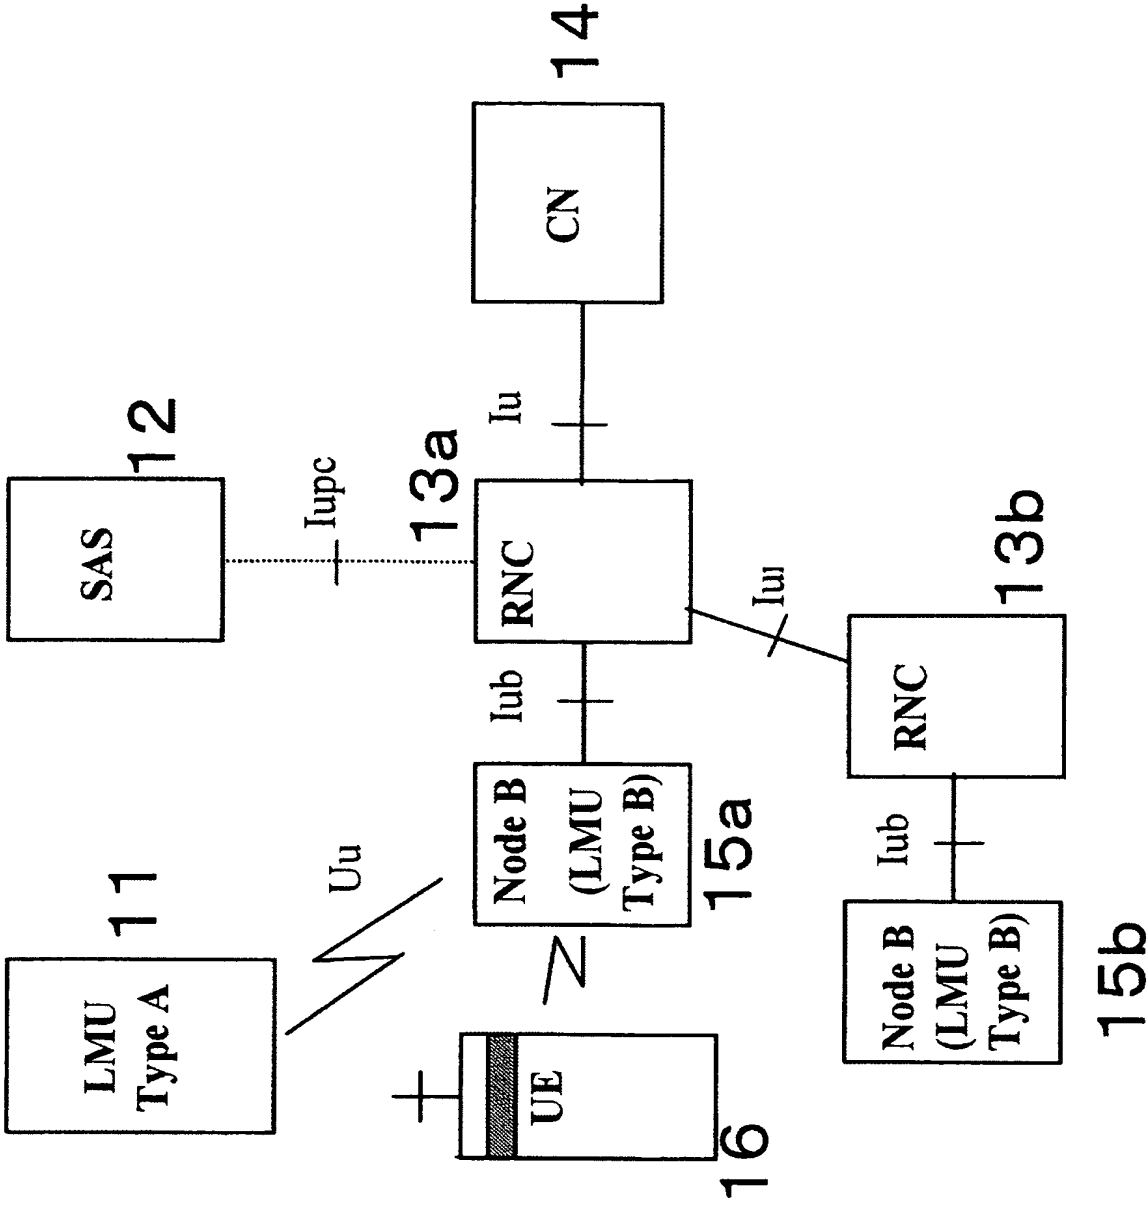 LMU
Type A
11
SAS
12
Uu
Iupc
13a
UE
16
Node B
(LMU
Type B)
15a
Iub
RNC
Iu
CN
14
Iur
Node B
(LMU
Type B)
15b
Iub
RNC
13b